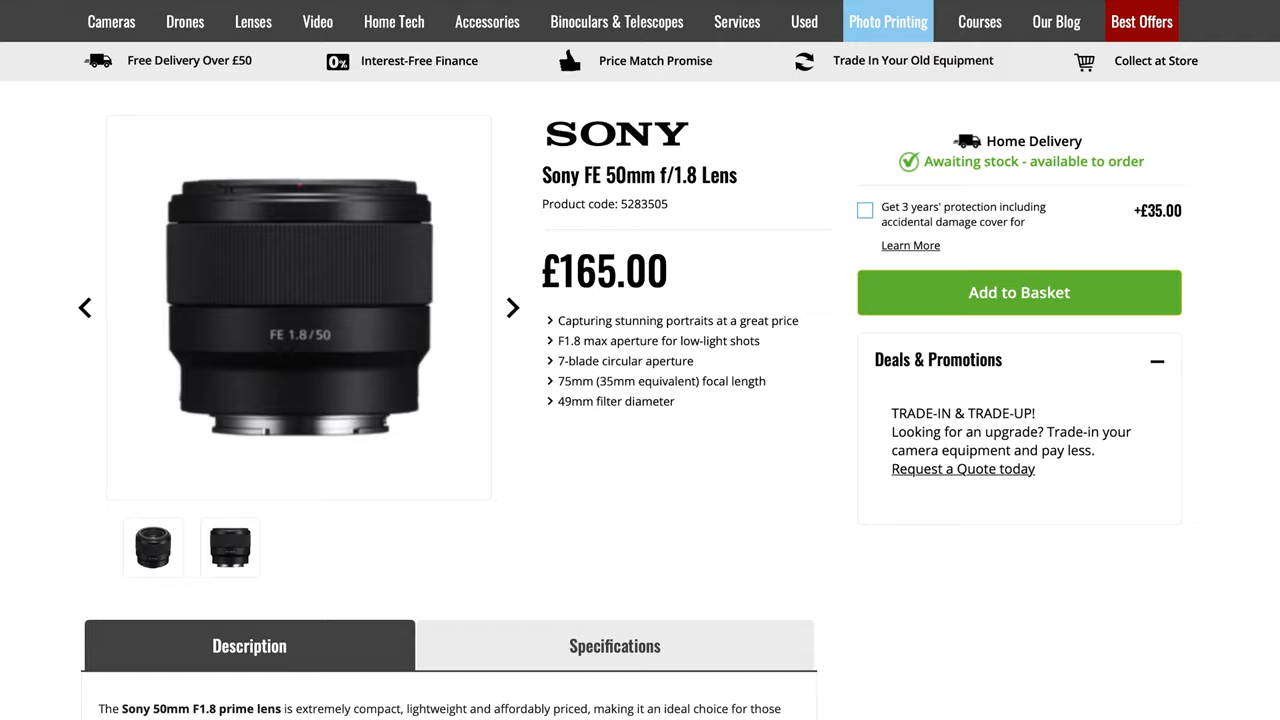 Cameras Drones Lenses Video Home Tech Accessories Binoculars & Telescopes Services Used Photo Printing Courses Our Blog Best Offers
Free Delivery Over £50 0% Interest-Free Finance Price Match Promise Trade In Your Old Equipment Collect at Store
SONY
Sony FE 50mm f/1.8 Lens
Product code: 5283505
£165.00
Capturing stunning portraits at a great price
F1.8 max aperture for low-light shots
7-blade circular aperture
75mm (35mm equivalent) focal length
49mm filter diameter
FE 1.8/50
Home Delivery
Awaiting stock - available to order
Get 3 years' protection including
accidental damage cover for
+£35.00
Learn More
Add to Basket
Deals & Promotions
TRADE-IN & TRADE-UP!
Looking for an upgrade? Trade-in your
camera equipment and pay less.
Request a Quote today
Description Specifications
The Sony 50mm F1.8 prime lens is extremely compact, lightweight and affordably priced, making it an ideal choice for those